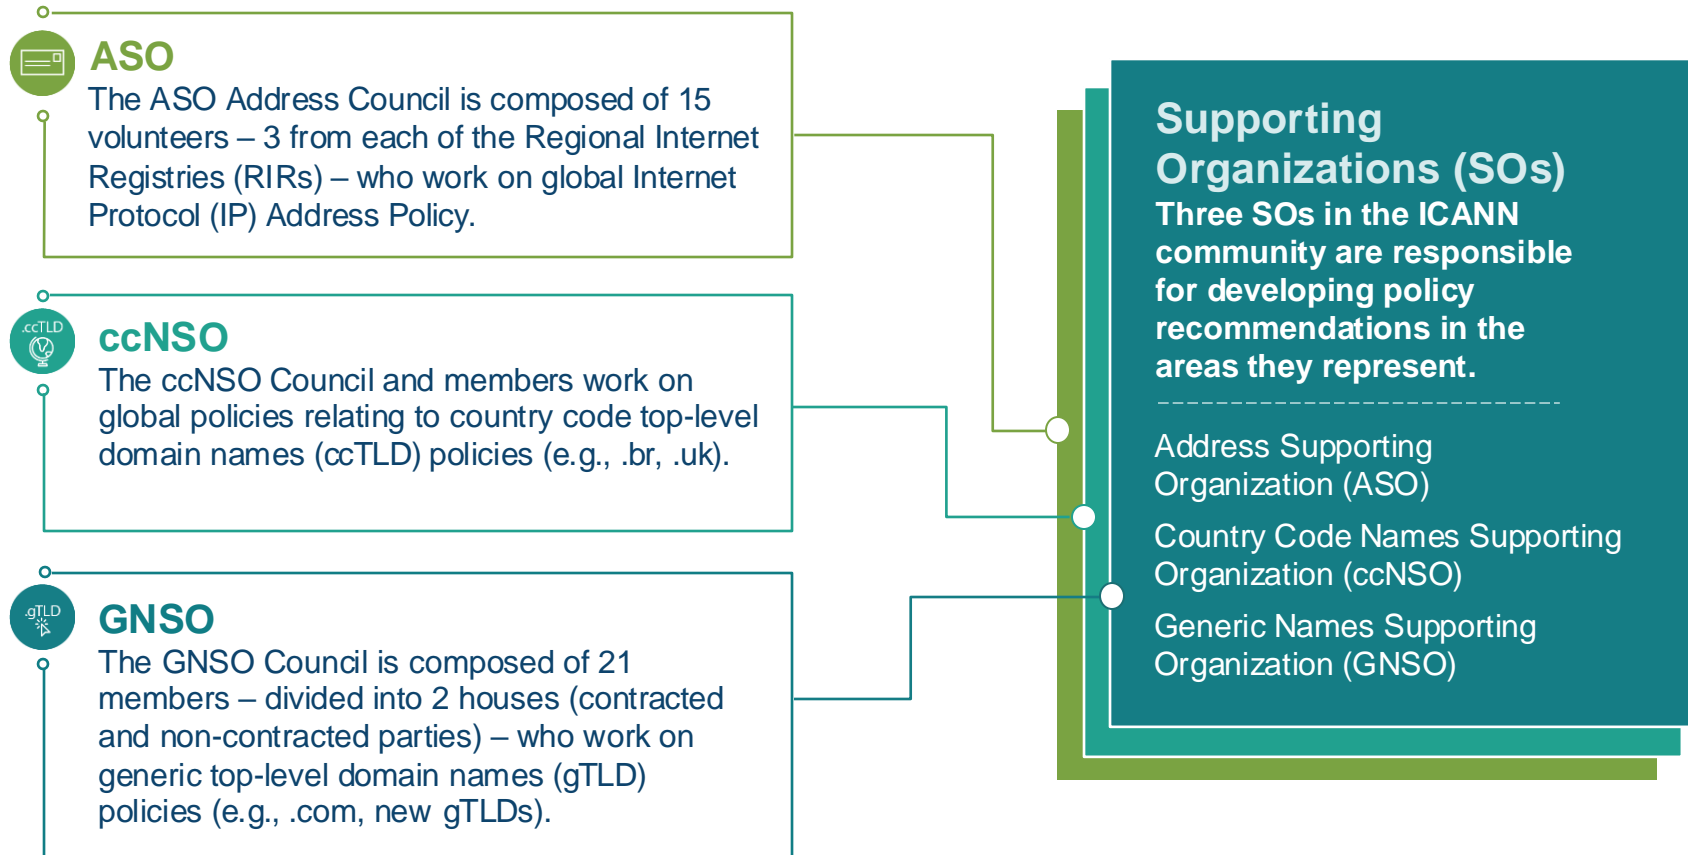 ASO
The ASO Address Council is composed of 15
volunteers – 3 from each of the Regional Internet
Registries (RIRs) – who work on global Internet
Protocol (IP) Address Policy.
.ccTLD
ccNSO
The ccNSO Council and members work on
global policies relating to country code top-level
domain names (ccTLD) policies (e.g., .br, .uk).
.gTLD
GNSO
The GNSO Council is composed of 21
members – divided into 2 houses (contracted
and non-contracted parties) – who work on
generic top-level domain names (gTLD)
policies (e.g., .com, new gTLDs).
Supporting
Organizations (SOs)
Three SOs in the ICANN
community are responsible
for developing policy
recommendations in the
areas they represent.
Address Supporting
Organization (ASO)
Country Code Names Supporting
Organization (ccNSO)
Generic Names Supporting
Organization (GNSO)